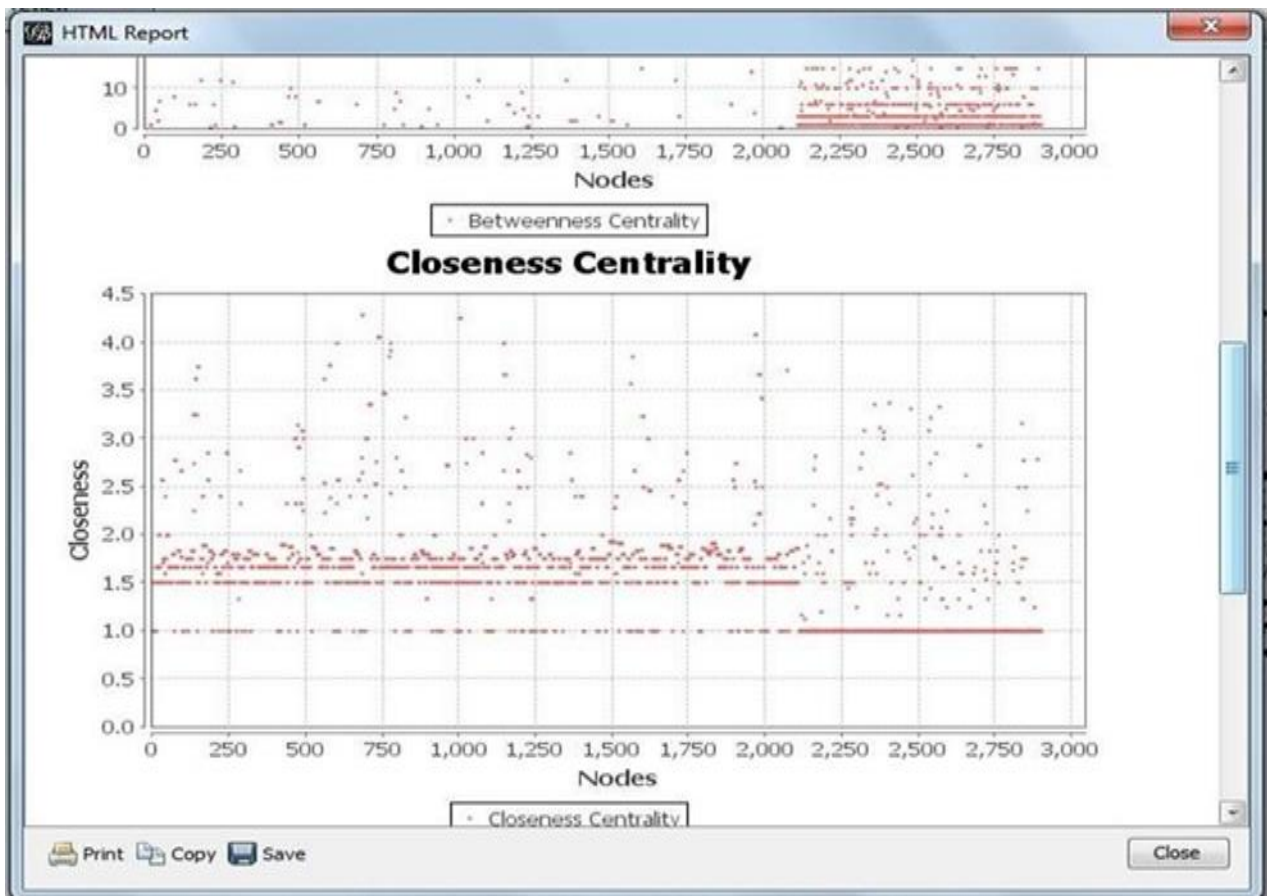 HTML Report
10
0
0 250 500 750 1,000 1,250 1,500 1,750 2,000 2,250 2,500 2,750 3,000
Nodes
Betweenness Centrality
Closeness Centrality
4.5
4.0
3.5
3.0
2.5
2.0
1.5
1.0
0.5
0.0
Closeness
0 250 500 750 1,000 1,250 1,500 1,750 2,000 2,250 2,500 2,750 3,000
Nodes
Closeness Centrality
Print Copy Save Close